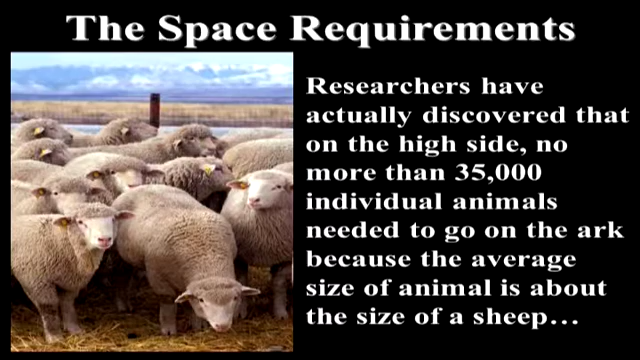 The Space Requirements
Researchers have
actually discovered that
on the high side, no
more than 35,000
individual animals
needed to go on the ark
because the average
size of animal is about
the size of a sheep...